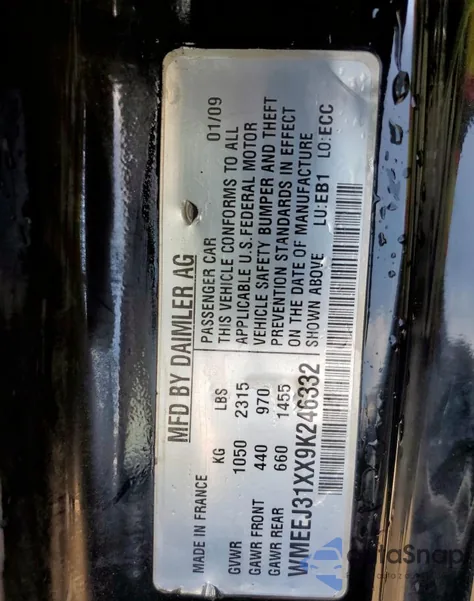 MFD BY DAIMLER AG
MADE IN FRANCE
PASSENGER CAR 01/09
KG LBS
GVWR 1050 2315
GAWR FRONT 440 970
GAWR REAR 660 1455
THIS VEHICLE CONFORMS TO ALL
APPLICABLE U.S. FEDERAL MOTOR
VEHICLE SAFETY BUMPER AND THEFT
PREVENTION STANDARDS IN EFFECT
ON THE DATE OF MANUFACTURE
SHOWN ABOVE LU:EB1 LO:ECC
WMEEJ31XX9K246332
AutoSnap